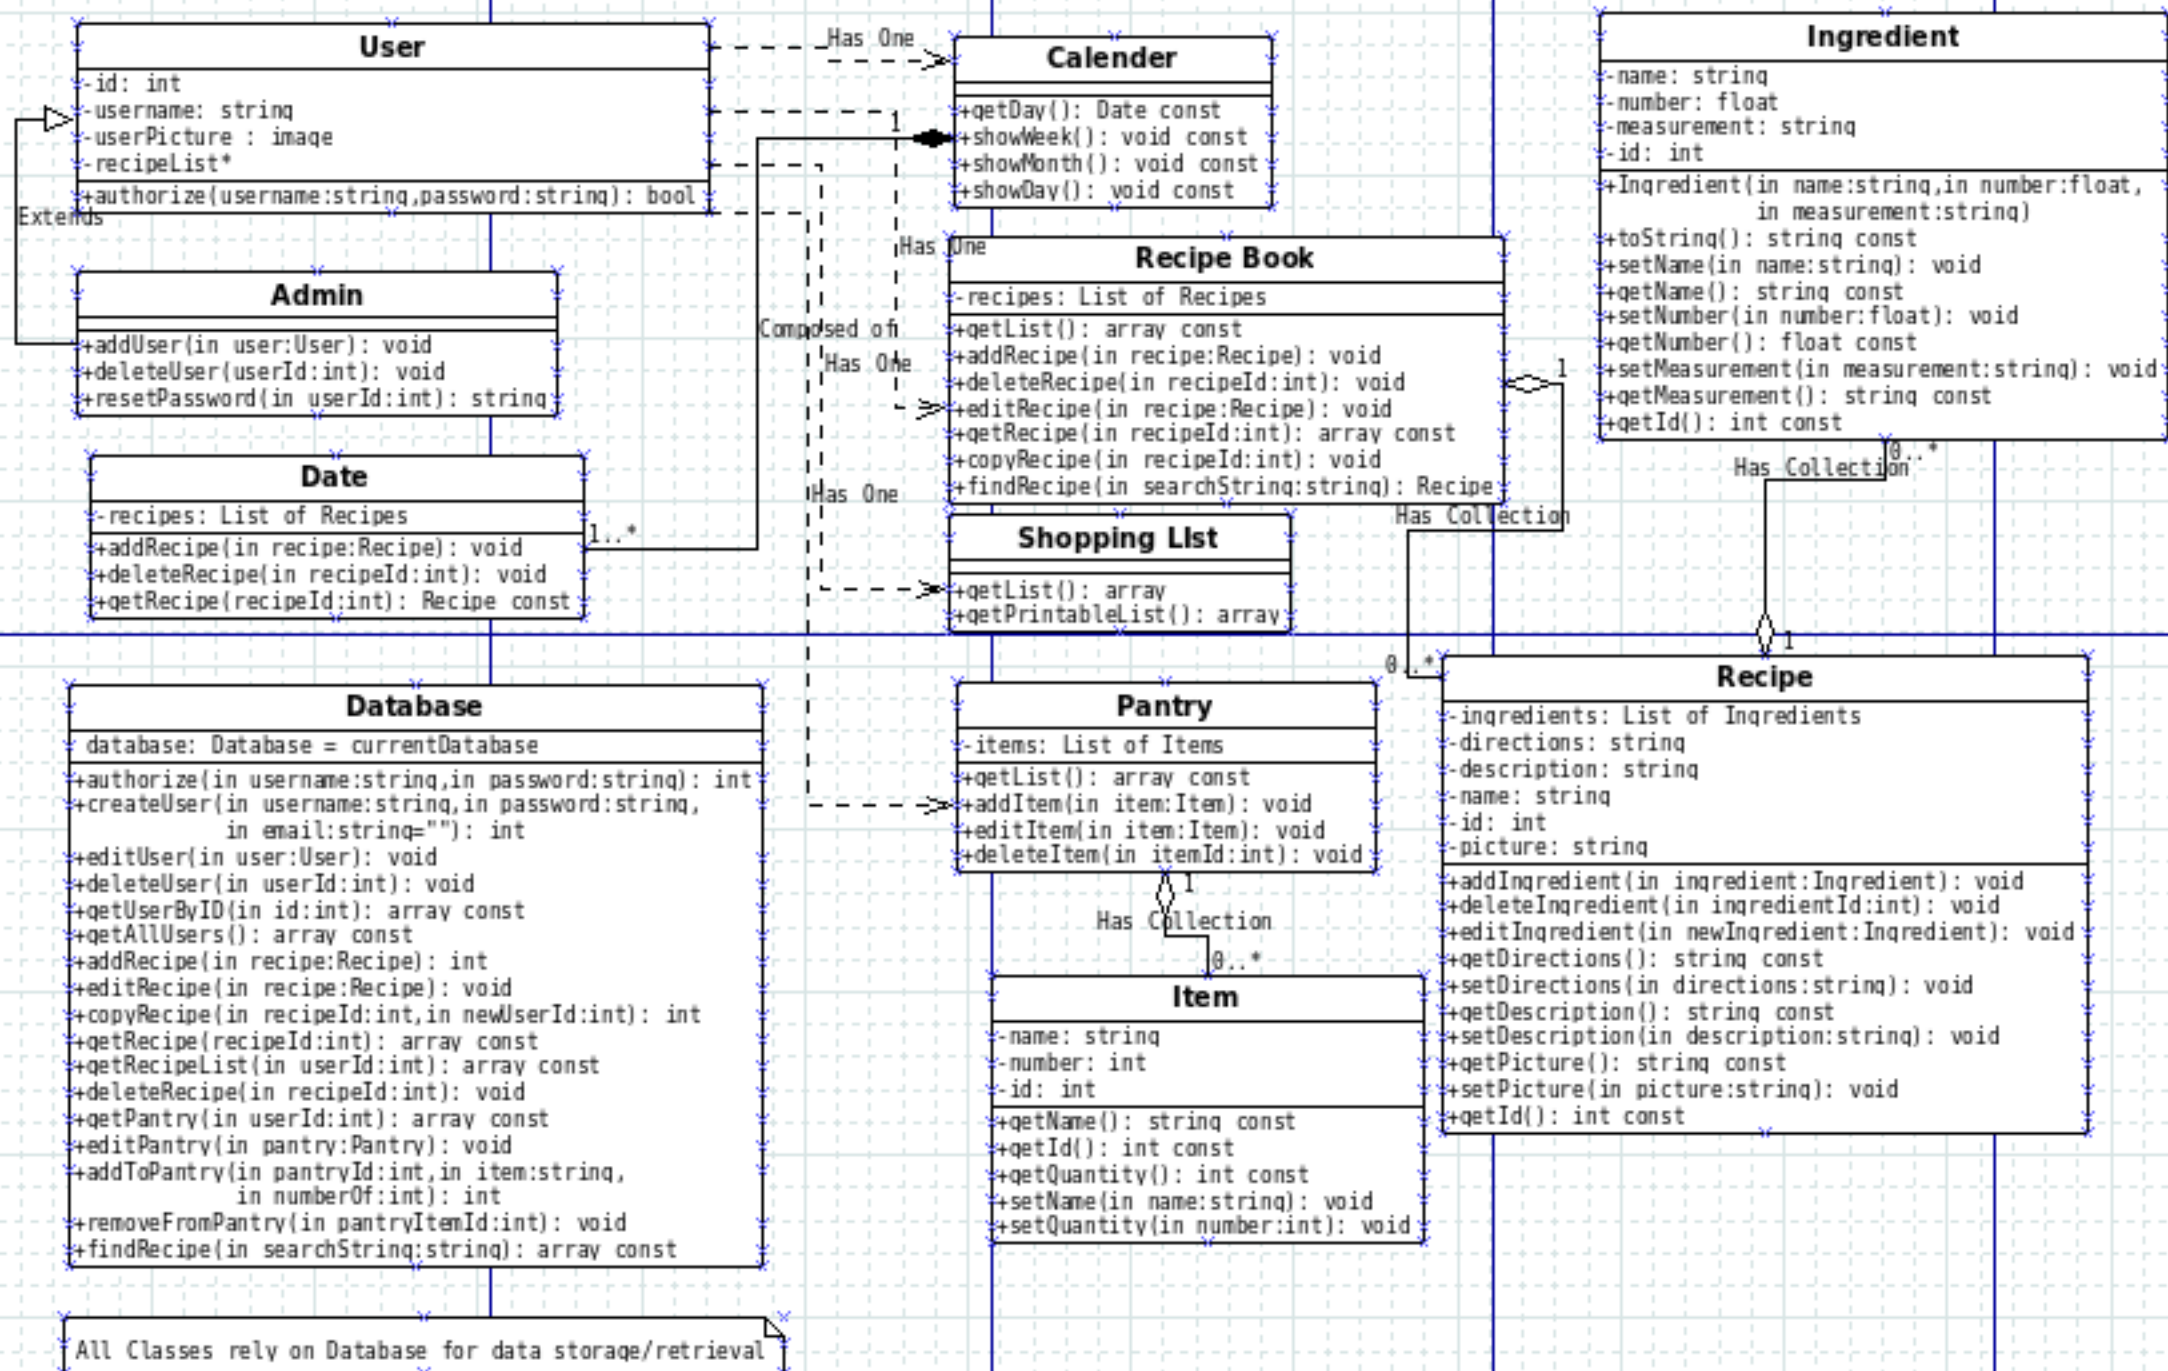 User
-id: int
-username: string
-userPicture : image
-recipeList*
+authorize(username:string,password:string): bool
Extends
Admin
+addUser(in user:User): void
+deleteUser(userId:int): void
+resetPassword(in userId:int): string
Date
-recipes: List of Recipes
+addRecipe(in recipe:Recipe): void
+deleteRecipe(in recipeId:int): void
+getRecipe(recipeId:int): Recipe const
1..*
Database
database: Database = currentDatabase
+authorize(in username:string,in password:string): int
+createUser(in username:string,in password:string,
in email:string=""): int
+editUser(in user:User): void
+deleteUser(in userId:int): void
+getUserByID(in id:int): array const
+getAllUsers(): array const
+addRecipe(in recipe:Recipe): int
+editRecipe(in recipe:Recipe): void
+copyRecipe(in recipeId:int,in newUserId:int): int
+getRecipe(recipeId:int): array const
+getRecipeList(in userId:int): array const
+deleteRecipe(in recipeId:int): void
+getPantry(in userId:int): array const
+editPantry(in pantry:Pantry): void
+addToPantry(in pantryId:int,in item:string,
in numberOf:int): int
+removeFromPantry(in pantryItemId:int): void
+findRecipe(in searchString:string): array const
All Classes rely on Database for data storage/retrieval
Has One
1
Has One
Composed of
Has One
Has One
Calender
+getDay(): Date const
+showWeek(): void const
+showMonth(): void const
+showDay(): void const
Recipe Book
-recipes: List of Recipes
+getList(): array const
+addRecipe(in recipe:Recipe): void
+deleteRecipe(in recipeId:int): void
+editRecipe(in recipe:Recipe): void
+getRecipe(in recipeId:int): array const
+copyRecipe(in recipeId:int): void
+findRecipe(in searchString:string): Recipe
1
Has Collection
0..*
Shopping LIst
+getList(): array
+getPrintableList(): array
Pantry
-items: List of Items
+getList(): array const
+addItem(in item:Item): void
+editItem(in item:Item): void
+deleteItem(in itemId:int): void
1
Has Collection
0..*
Item
-name: string
-number: int
-id: int
+getName(): string const
+getId(): int const
+getQuantity(): int const
+setName(in name:string): void
+setQuantity(in number:int): void
Ingredient
-name: string
-number: float
-measurement: string
-id: int
+Ingredient(in name:string,in number:float,
in measurement:string)
+toString(): string const
+setName(in name:string): void
+getName(): string const
+setNumber(in number:float): void
+getNumber(): float const
+setMeasurement(in measurement:string): void
+getMeasurement(): string const
+getId(): int const
0..*
Has Collection
1
Recipe
-ingredients: List of Ingredients
-directions: string
-description: string
-name: string
-id: int
-picture: string
+addIngredient(in ingredient:Ingredient): void
+deleteIngredient(in ingredientId:int): void
+editIngredient(in newIngredient:Ingredient): void
+getDirections(): string const
+setDirections(in directions:string): void
+getDescription(): string const
+setDescription(in description:string): void
+getPicture(): string const
+setPicture(in picture:string): void
+getId(): int const